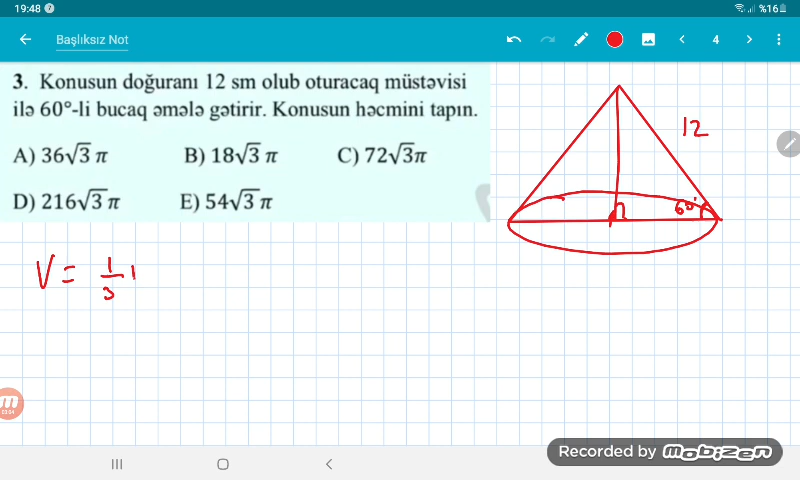 19:48
%16
Başlıksız Not
4
3. Konusun doğuranı 12 sm olub oturacaq müstəvisi
ilə 60°-li bucaq əmələ gətirir. Konusun həcmini tapın.
A) 36√3 π B) 18√3 π C) 72√3π
D) 216√3 π E) 54√3 π
12
60°
V = 1/3
Recorded by mobizen